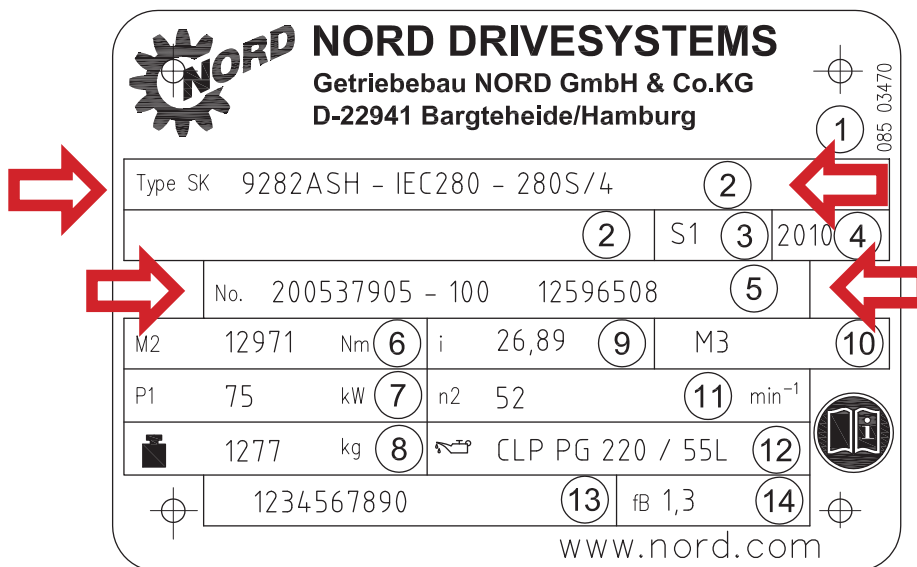 NORD
NORD DRIVESYSTEMS
Getriebebau NORD GmbH & Co.KG
D-22941 Bargteheide/Hamburg
085 03470
1
Type SK 9282ASH – IEC280 – 280S/4 2
2 S1 3 2010 4
No. 200537905 – 100 12596508 5
M2 12971 Nm 6 i 26,89 9 M3 10
P1 75 kW 7 n2 52 11 min⁻¹
1277 kg 8 CLP PG 220 / 55L 12
i
1234567890 13 fB 1,3 14
www.nord.com